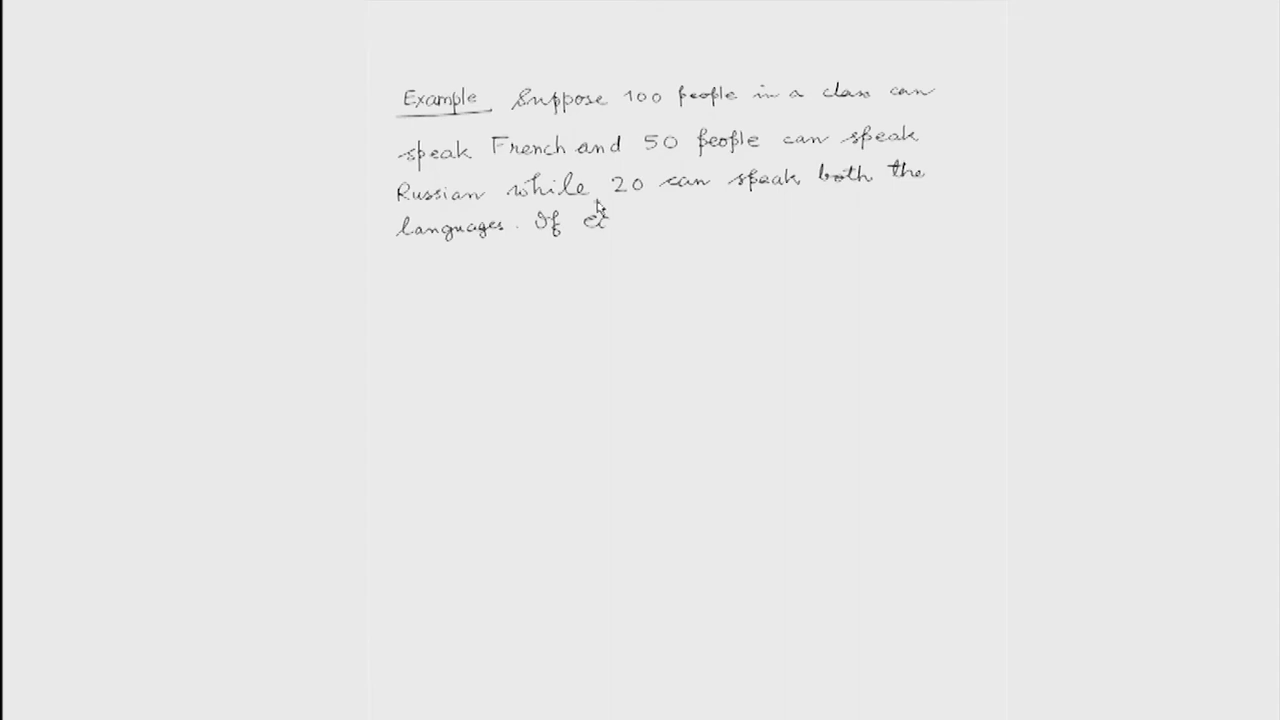 Example Suppose 100 people in a class can
speak French and 50 people can speak
Russian while 20 can speak both the
languages. If